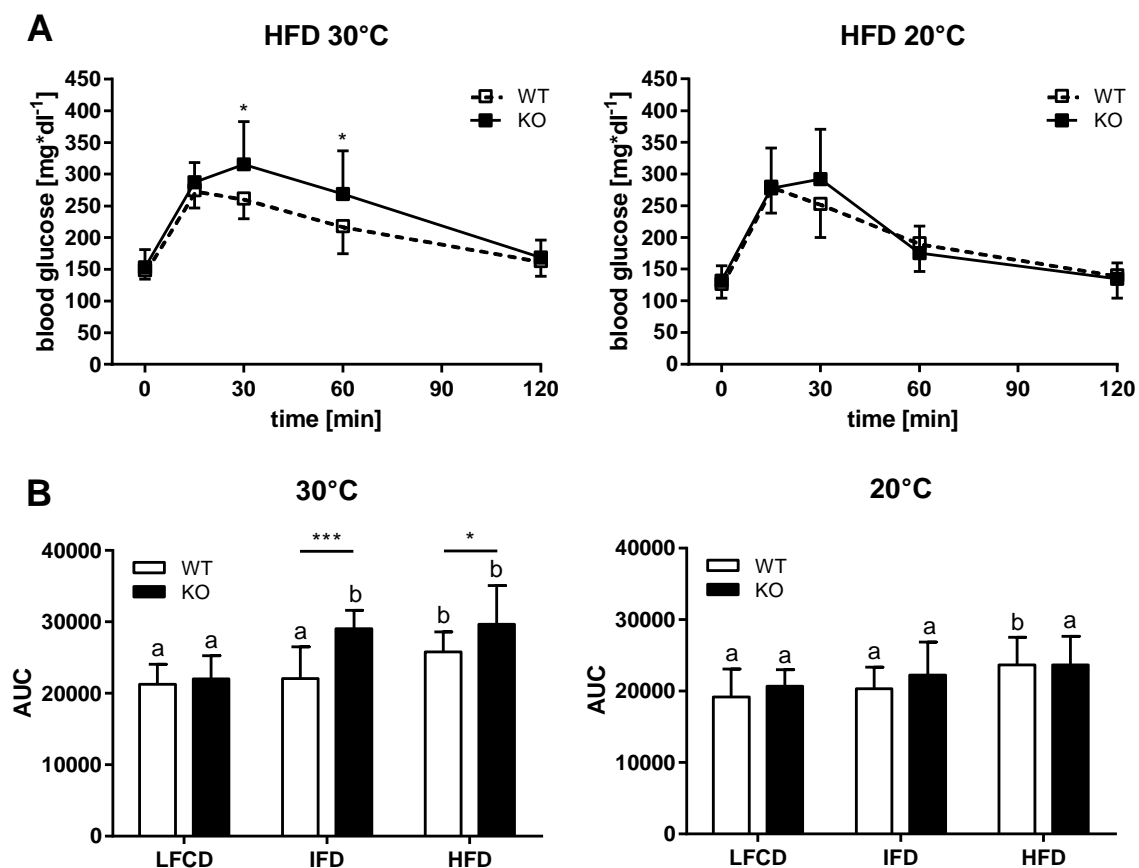 A
HFD 30°C
450
400
350
300
250
200
150
100
50
0
blood glucose [mg*dl-1]
0 30 60 90 120
time [min]
WT
KO
*
*
HFD 20°C
450
400
350
300
250
200
150
100
50
0
blood glucose [mg*dl-1]
0 30 60 90 120
time [min]
WT
KO
B
30°C
40000
30000
20000
10000
0
AUC
WT
KO
***
*
a a a b b b
LFCD IFD HFD
20°C
40000
30000
20000
10000
0
AUC
WT
KO
a a a a b a
LFCD IFD HFD